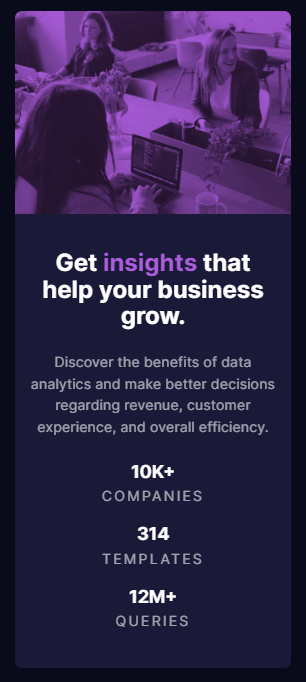 Get insights that
help your business
grow.
Discover the benefits of data
analytics and make better decisions
regarding revenue, customer
experience, and overall efficiency.
10K+
COMPANIES
314
TEMPLATES
12M+
QUERIES